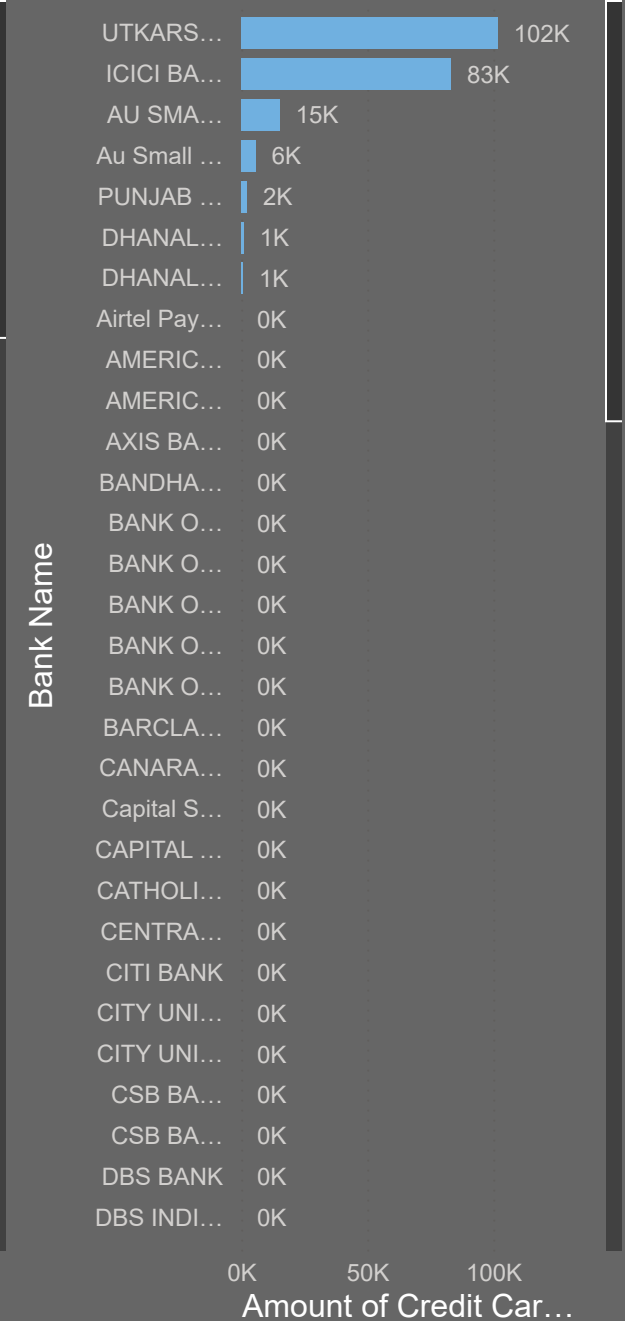 UTKARS… 102K
ICICI BA… 83K
AU SMA… 15K
Au Small … 6K
PUNJAB … 2K
DHANAL… 1K
DHANAL… 1K
Airtel Pay… 0K
AMERIC… 0K
AMERIC… 0K
AXIS BA… 0K
BANDHA… 0K
BANK O… 0K
BANK O… 0K
BANK O… 0K
BANK O… 0K
BANK O… 0K
BARCLA… 0K
CANARA… 0K
Capital S… 0K
CAPITAL … 0K
CATHOLI… 0K
CENTRA… 0K
CITI BANK 0K
CITY UNI… 0K
CITY UNI… 0K
CSB BA… 0K
CSB BA… 0K
DBS BANK 0K
DBS INDI… 0K
Bank Name
0K 50K 100K
Amount of Credit Car…